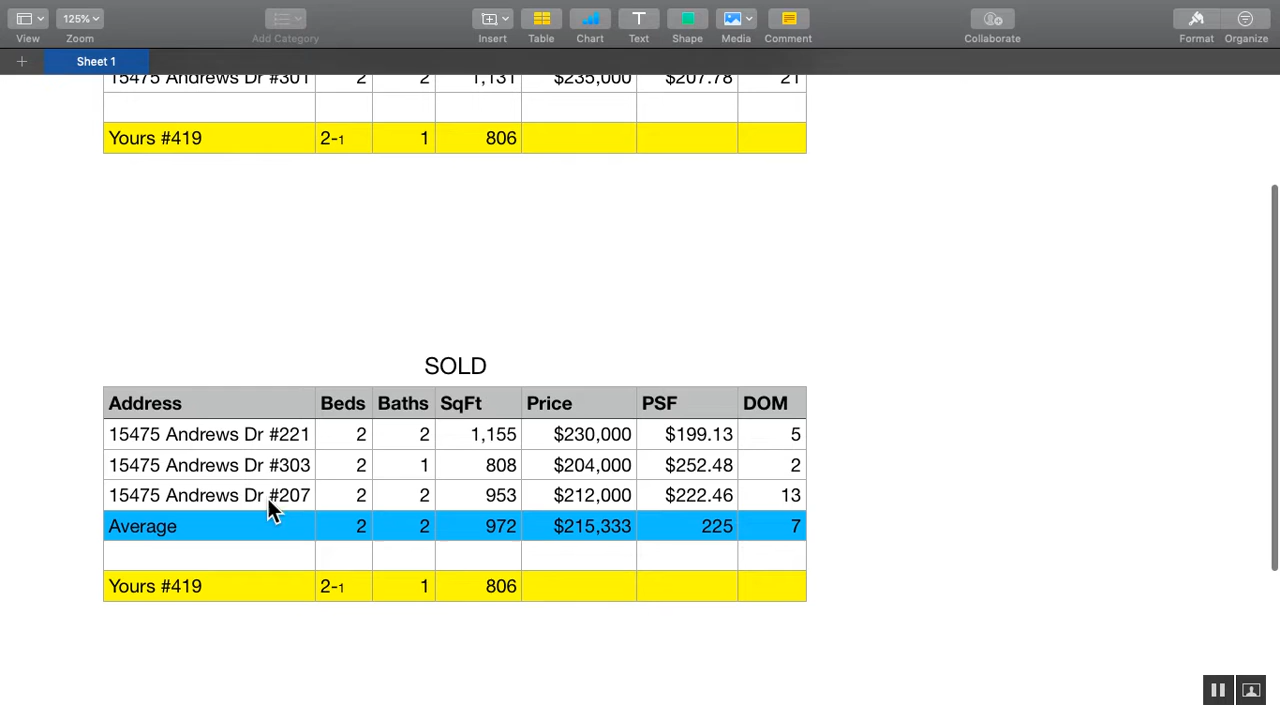 View
125%
Zoom
Add Category
Insert
Table
Chart
T
Text
Shape
Media
Comment
Collaborate
Format
Organize
+
Sheet 1
15475 Andrews Dr #301 2 2 1,131 $235,000 $207.78 21
Yours #419 2-1 1 806
SOLD
Address Beds Baths SqFt Price PSF DOM
15475 Andrews Dr #221 2 2 1,155 $230,000 $199.13 5
15475 Andrews Dr #303 2 1 808 $204,000 $252.48 2
15475 Andrews Dr #207 2 2 953 $212,000 $222.46 13
Average 2 2 972 $215,333 225 7
Yours #419 2-1 1 806